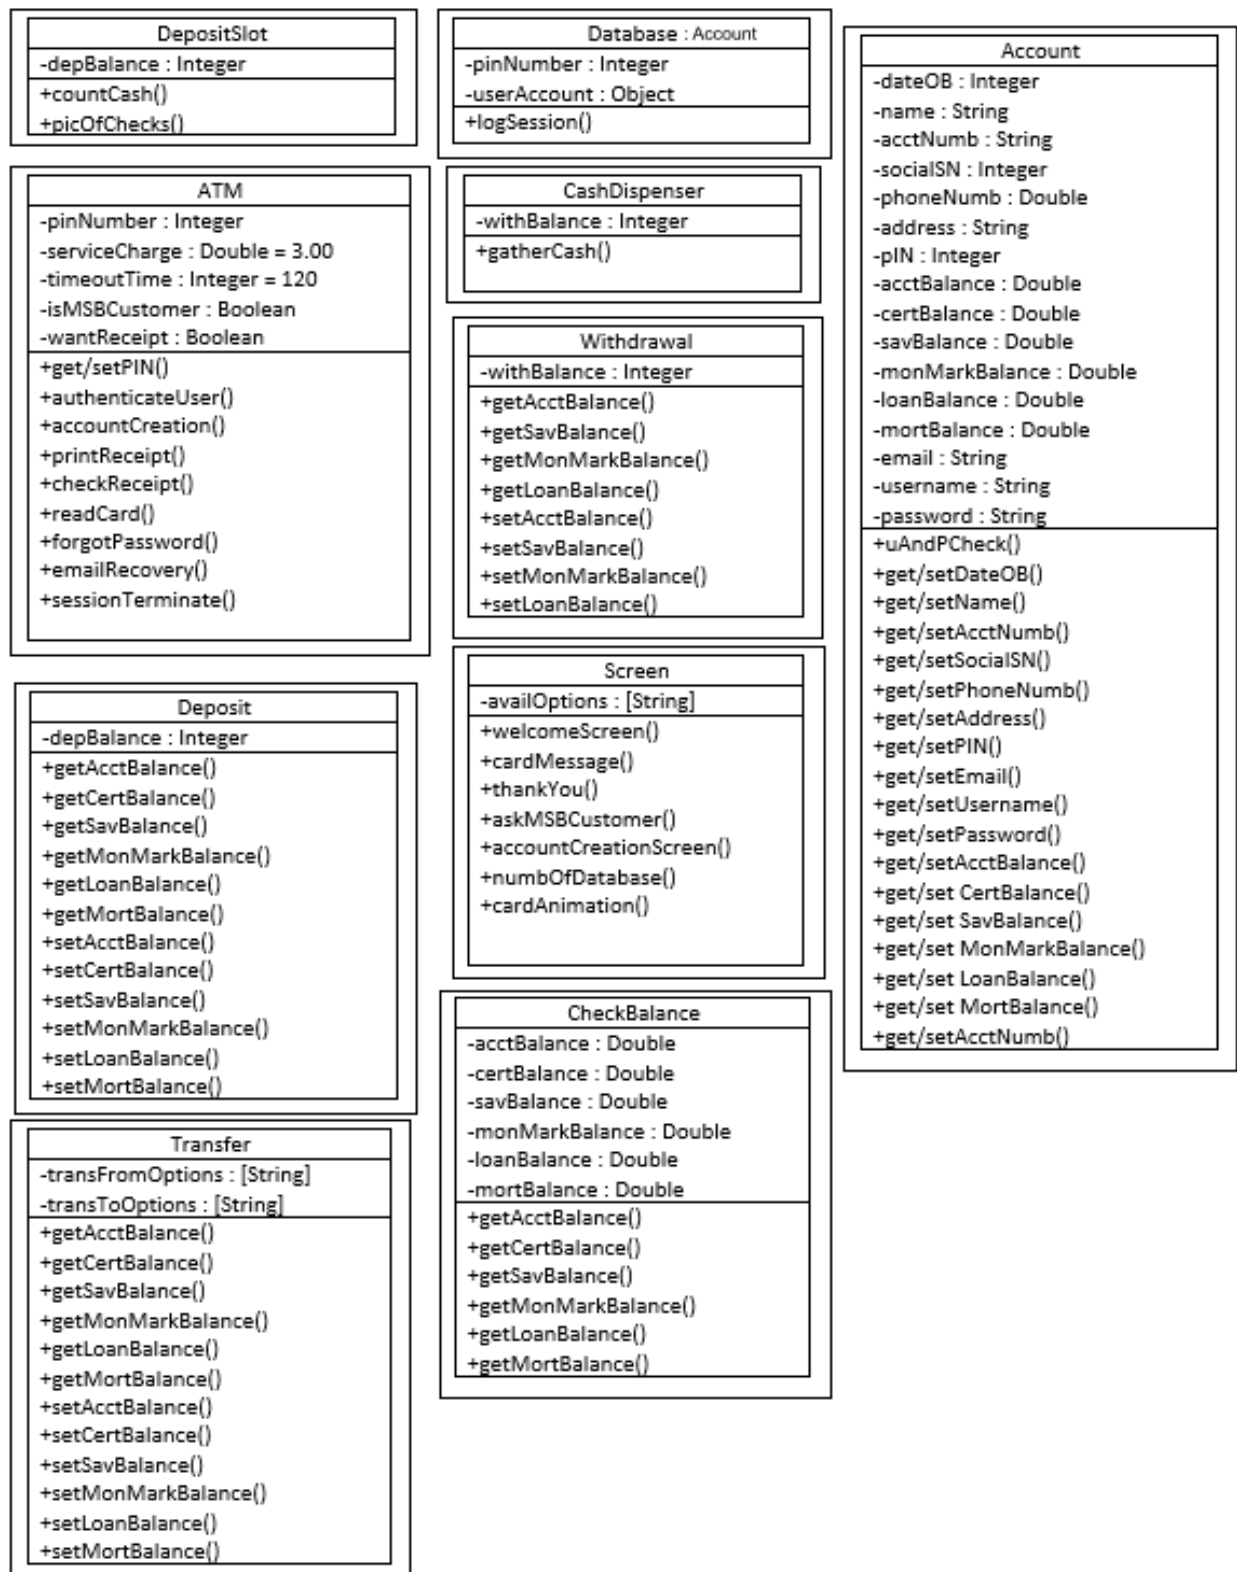 DepositSlot
-depBalance : Integer
+countCash()
+picOfChecks()
Database : Account
-pinNumber : Integer
-userAccount : Object
+logSession()
Account
-dateOB : Integer
-name : String
-acctNumb : String
-socialSN : Integer
-phoneNumb : Double
-address : String
-pIN : Integer
-acctBalance : Double
-certBalance : Double
-savBalance : Double
-monMarkBalance : Double
-loanBalance : Double
-mortBalance : Double
-email : String
-username : String
-password : String
+uAndPCheck()
+get/setDateOB()
+get/setName()
+get/setAcctNumb()
+get/setSocialSN()
+get/setPhoneNumb()
+get/setAddress()
+get/setPIN()
+get/setEmail()
+get/setUsername()
+get/setPassword()
+get/setAcctBalance()
+get/set CertBalance()
+get/set SavBalance()
+get/set MonMarkBalance()
+get/set LoanBalance()
+get/set MortBalance()
+get/setAcctNumb()
ATM
-pinNumber : Integer
-serviceCharge : Double = 3.00
-timeoutTime : Integer = 120
-isMSBCustomer : Boolean
-wantReceipt : Boolean
+get/setPIN()
+authenticateUser()
+accountCreation()
+printReceipt()
+checkReceipt()
+readCard()
+forgotPassword()
+emailRecovery()
+sessionTerminate()
CashDispenser
-withBalance : Integer
+gatherCash()
Withdrawal
-withBalance : Integer
+getAcctBalance()
+getSavBalance()
+getMonMarkBalance()
+getLoanBalance()
+setAcctBalance()
+setSavBalance()
+setMonMarkBalance()
+setLoanBalance()
Screen
-availOptions : [String]
+welcomeScreen()
+cardMessage()
+thankYou()
+askMSBCustomer()
+accountCreationScreen()
+numbOfDatabase()
+cardAnimation()
Deposit
-depBalance : Integer
+getAcctBalance()
+getCertBalance()
+getSavBalance()
+getMonMarkBalance()
+getLoanBalance()
+getMortBalance()
+setAcctBalance()
+setCertBalance()
+setSavBalance()
+setMonMarkBalance()
+setLoanBalance()
+setMortBalance()
CheckBalance
-acctBalance : Double
-certBalance : Double
-savBalance : Double
-monMarkBalance : Double
-loanBalance : Double
-mortBalance : Double
+getAcctBalance()
+getCertBalance()
+getSavBalance()
+getMonMarkBalance()
+getLoanBalance()
+getMortBalance()
Transfer
-transFromOptions : [String]
-transToOptions : [String]
+getAcctBalance()
+getCertBalance()
+getSavBalance()
+getMonMarkBalance()
+getLoanBalance()
+getMortBalance()
+setAcctBalance()
+setCertBalance()
+setSavBalance()
+setMonMarkBalance()
+setLoanBalance()
+setMortBalance()